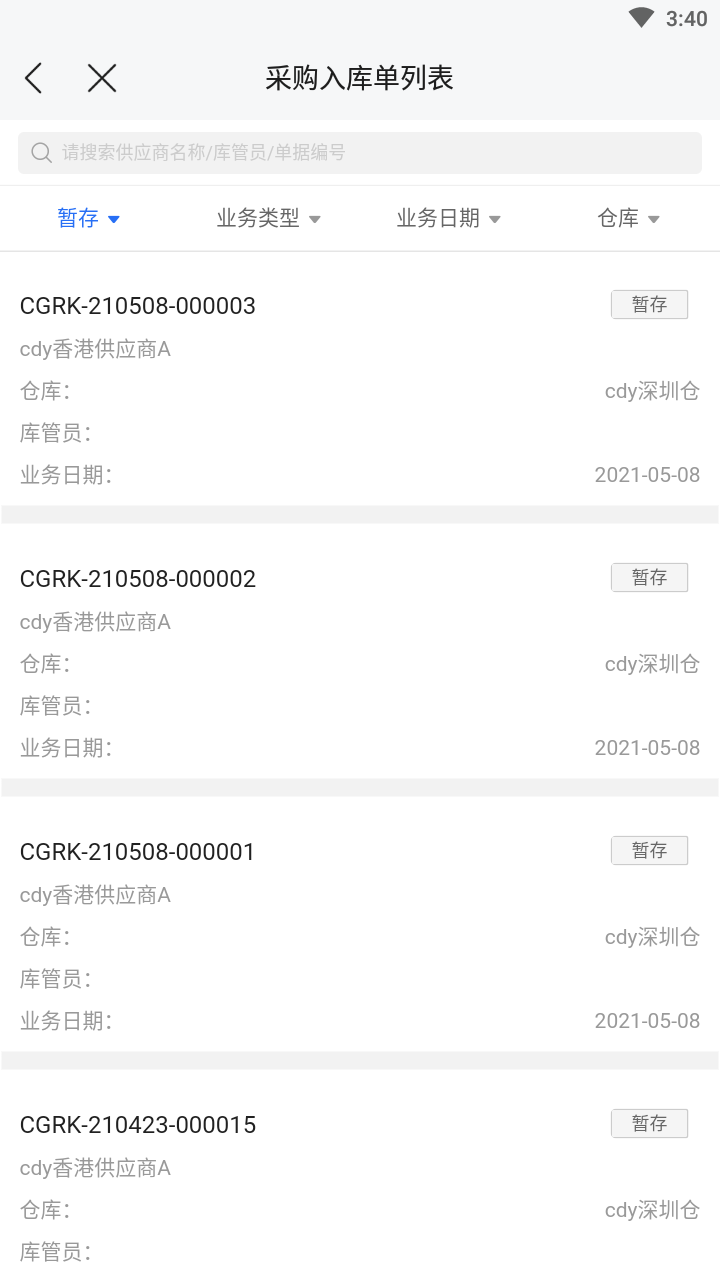 3:40
采购入库单列表
请搜索供应商名称/库管员/单据编号
暂存 业务类型 业务日期 仓库
CGRK-210508-000003 暂存
cdy香港供应商A
仓库： cdy深圳仓
库管员：
业务日期： 2021-05-08
CGRK-210508-000002 暂存
cdy香港供应商A
仓库： cdy深圳仓
库管员：
业务日期： 2021-05-08
CGRK-210508-000001 暂存
cdy香港供应商A
仓库： cdy深圳仓
库管员：
业务日期： 2021-05-08
CGRK-210423-000015 暂存
cdy香港供应商A
仓库： cdy深圳仓
库管员：